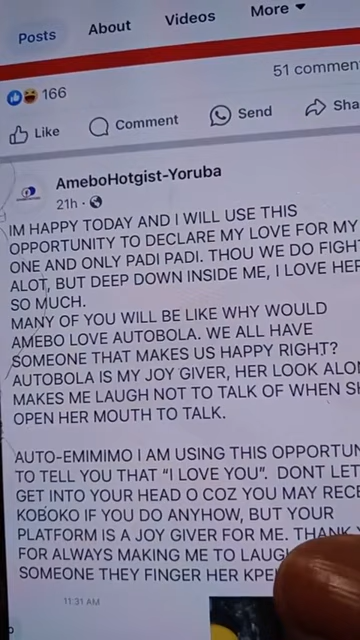 Posts About Videos More
166
51 commen
Like Comment Send Sha
AmeboHotgist-Yoruba
21h
IM HAPPY TODAY AND I WILL USE THIS
OPPORTUNITY TO DECLARE MY LOVE FOR MY
ONE AND ONLY PADI PADI. THOU WE DO FIGH
ALOT, BUT DEEP DOWN INSIDE ME, I LOVE HER
SO MUCH.
MANY OF YOU WILL BE LIKE WHY WOULD
AMEBO LOVE AUTOBOLA. WE ALL HAVE
SOMEONE THAT MAKES US HAPPY RIGHT?
AUTOBOLA IS MY JOY GIVER, HER LOOK ALON
MAKES ME LAUGH NOT TO TALK OF WHEN SH
OPEN HER MOUTH TO TALK.
AUTO-EMIMIMO I AM USING THIS OPPORTUN
TO TELL YOU THAT “I LOVE YOU”. DONT LET
GET INTO YOUR HEAD O COZ YOU MAY RECE
KOBOKO IF YOU DO ANYHOW, BUT YOUR
PLATFORM IS A JOY GIVER FOR ME. THANK
FOR ALWAYS MAKING ME TO LAUGH
SOMEONE THEY FINGER HER KPE
11:31 AM